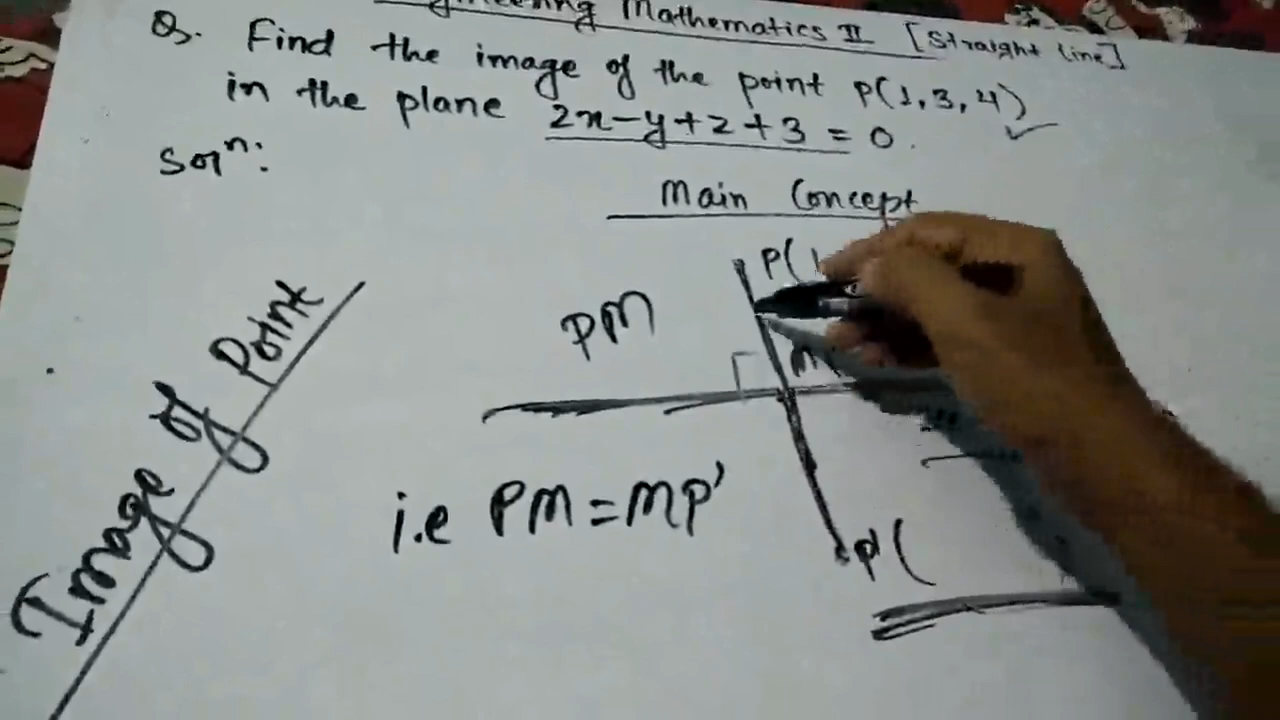 Mathematics II [Straight line]
Q. Find the image of the point P(1,3,4)
in the plane 2x-y+z+3 = 0.
Solⁿ:
Main Concept
P(1
PM
M
i.e PM=MP'
P'(
Image of Point